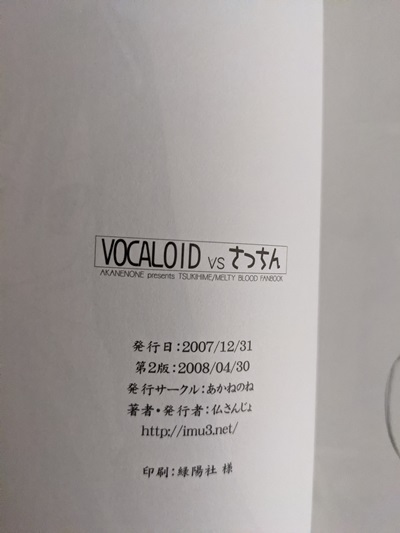 VOCALOID VS さっちん
AKANENONE presents TSUKIHIME/MELTY BLOOD FANBOOK
発行日:2007/12/31
第2版:2008/04/30
発行サークル:あかねのね
著者・発行者:仏さんじょ
http://imu3.net/
印刷:緑陽社 様